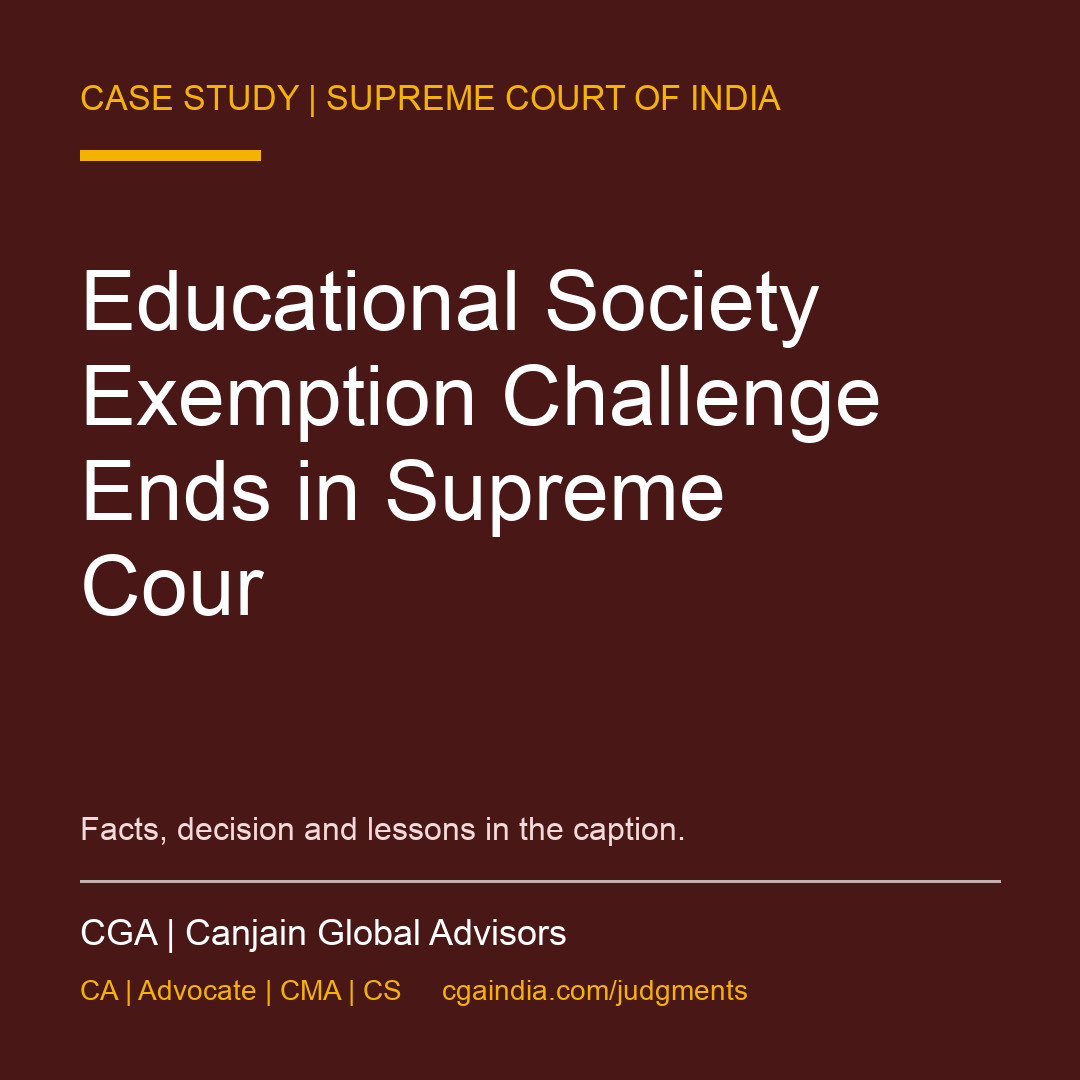 CASE STUDY | SUPREME COURT OF INDIA
Educational Society
Exemption Challenge
Ends in Supreme
Cour
Facts, decision and lessons in the caption.
CGA | Canjain Global Advisors
CA | Advocate | CMA | CS cgaindia.com/judgments